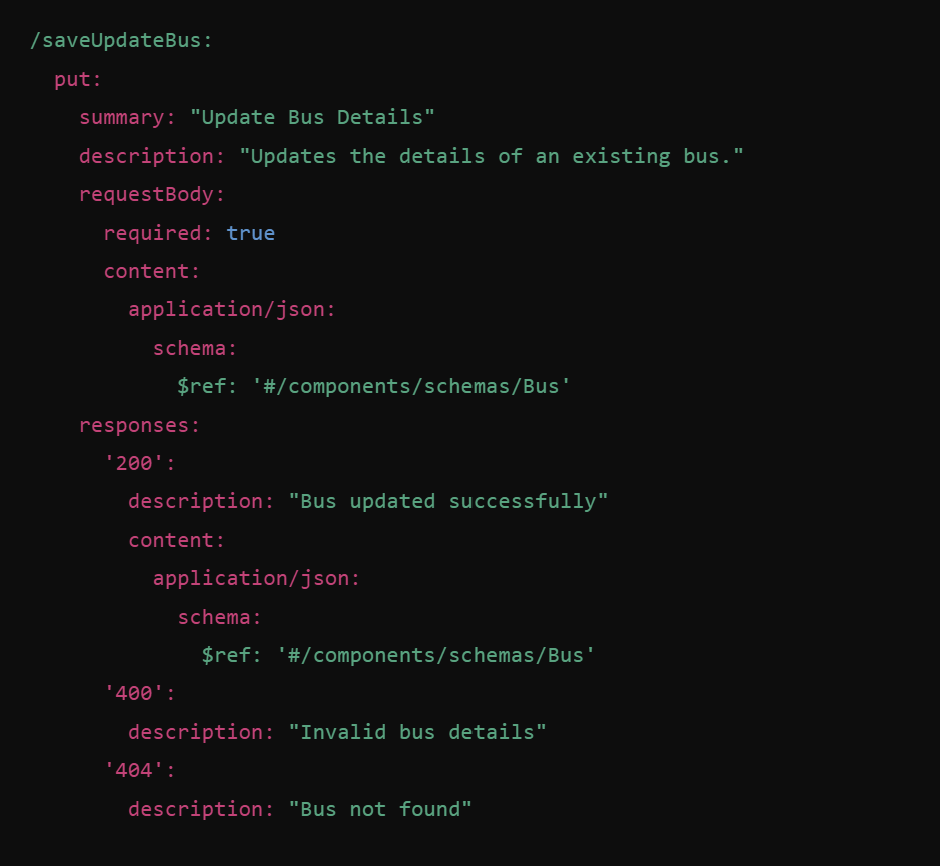 /saveUpdateBus:
  put:
    summary: "Update Bus Details"
    description: "Updates the details of an existing bus."
    requestBody:
      required: true
      content:
        application/json:
          schema:
            $ref: '#/components/schemas/Bus'
    responses:
      '200':
        description: "Bus updated successfully"
        content:
          application/json:
            schema:
              $ref: '#/components/schemas/Bus'
      '400':
        description: "Invalid bus details"
      '404':
        description: "Bus not found"